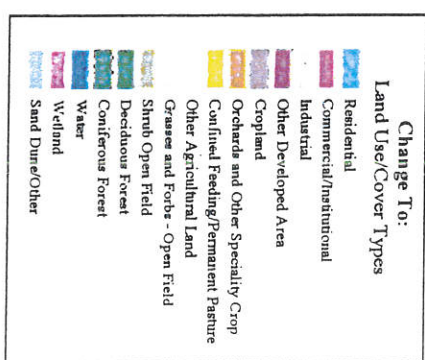 Change To:
Land Use/Cover Types
Residential
Commercial/Institutional
Industrial
Other Developed Area
Cropland
Orchards and Other Speciality Crop
Confined Feeding/Permanent Pasture
Other Agricultural Land
Grasses and Forbs - Open Field
Shrub Open Field
Deciduous Forest
Coniferous Forest
Water
Wetland
Sand Dune/Other